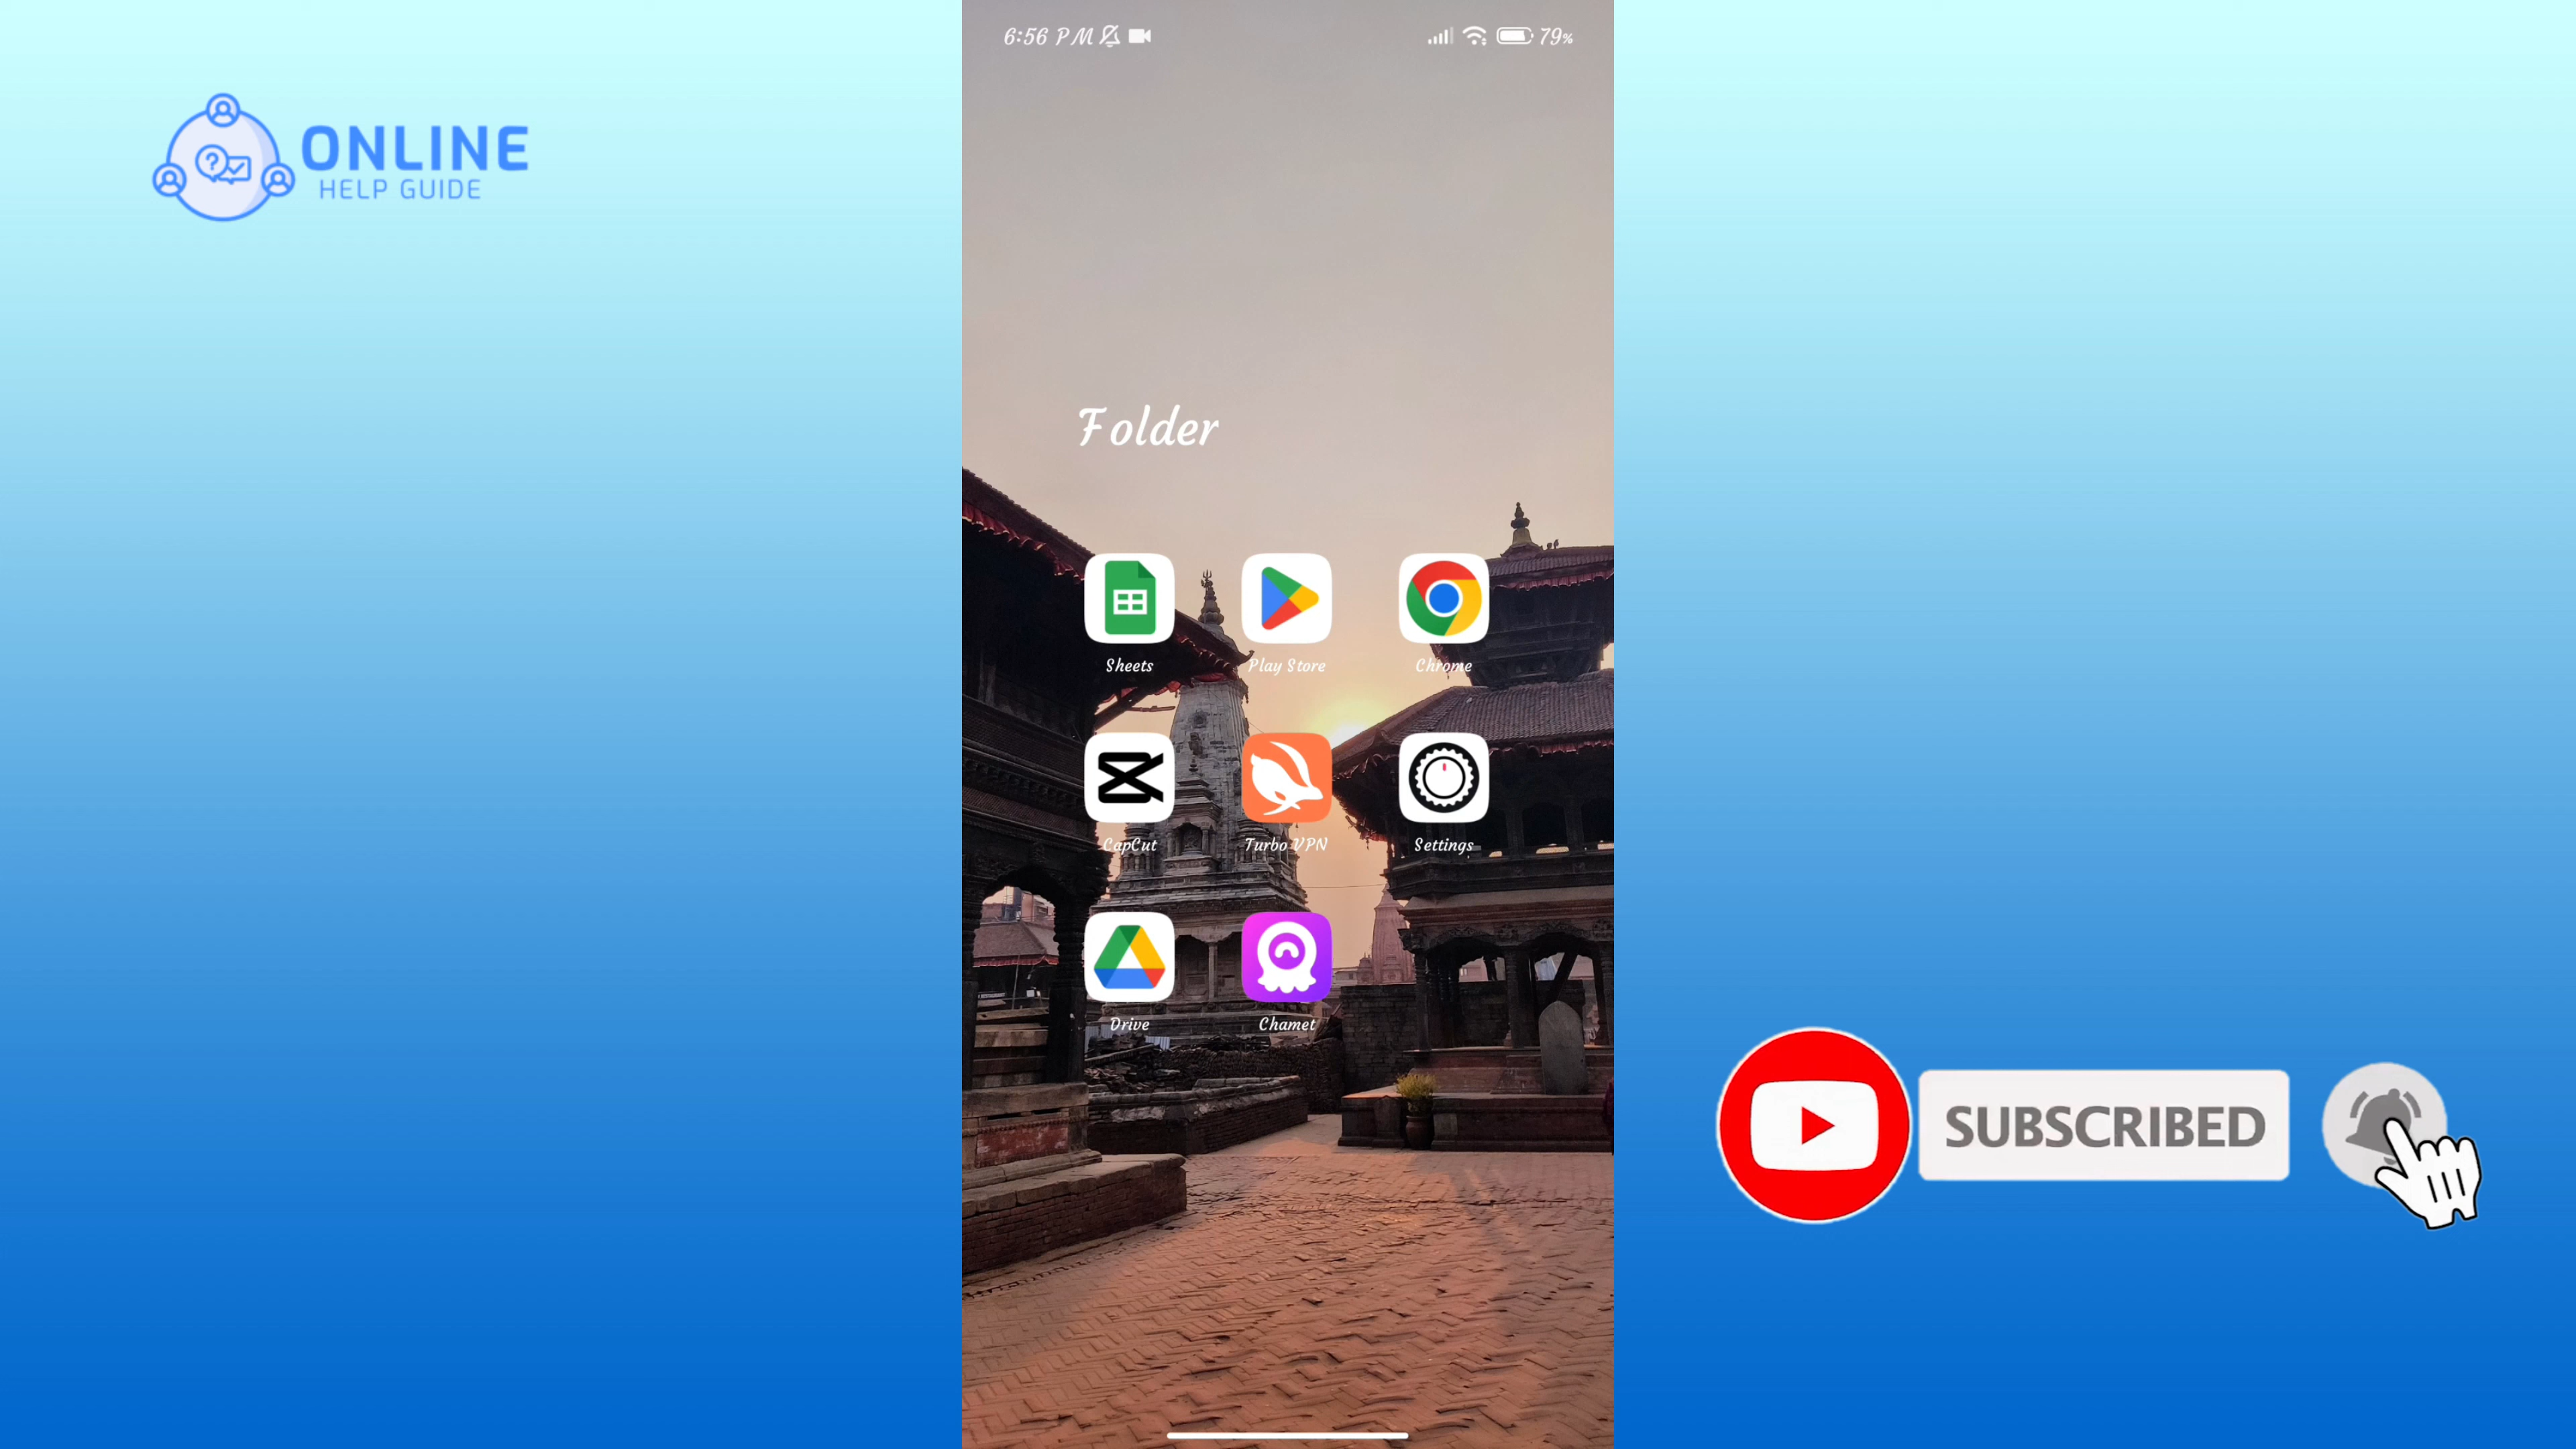 ONLINE
HELP GUIDE
6:56 PM
79%
Folder
Sheets
Play Store
Chrome
CapCut
Turbo VPN
Settings
Drive
Chamet
SUBSCRIBED